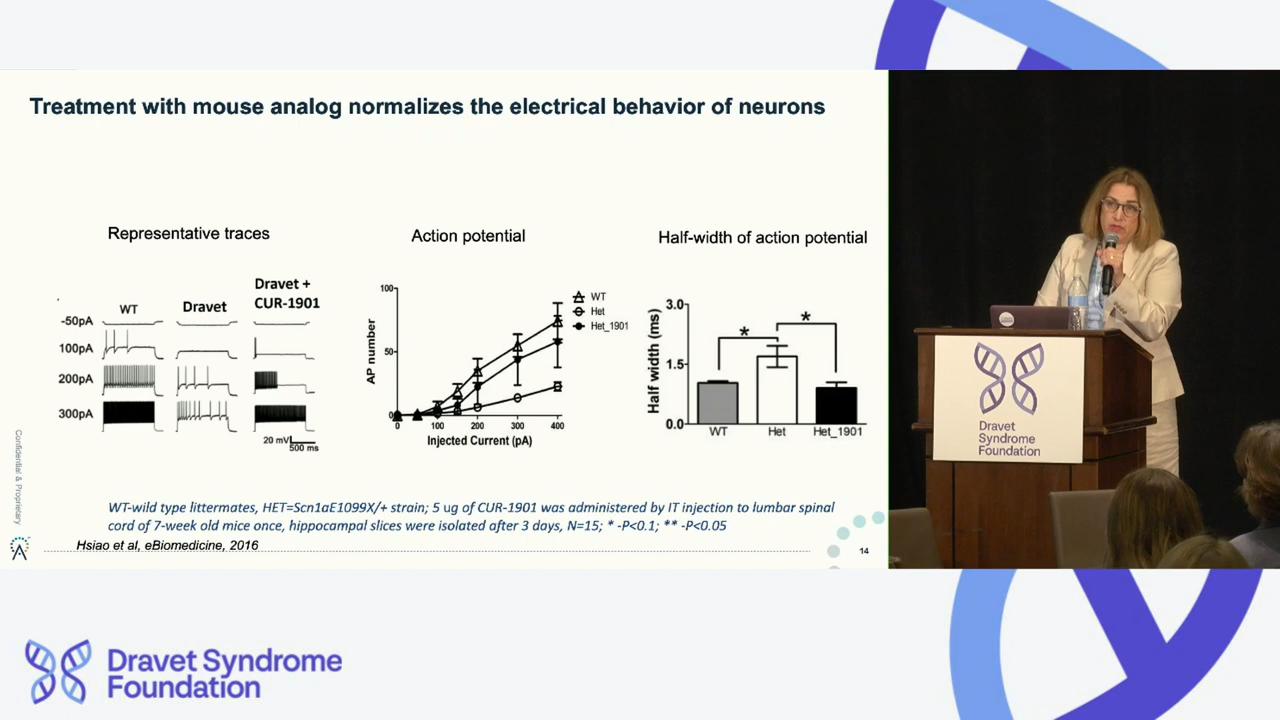 Treatment with mouse analog normalizes the electrical behavior of neurons
Representative traces
WT
Dravet
Dravet +
CUR-1901
-50pA
100pA
200pA
300pA
20 mV
500 ms
Action potential
AP number
100
50
0
0
100
200
300
400
Injected Current (pA)
WT
Het
Het_1901
Half-width of action potential
Half width (ms)
3.0
1.5
0.0
*
*
WT
Het
Het_1901
WT-wild type littermates, HET=Scn1aE1099X/+ strain; 5 ug of CUR-1901 was administered by IT injection to lumbar spinal
cord of 7-week old mice once, hippocampal slices were isolated after 3 days, N=15; * -P<0.1; ** -P<0.05
Hsiao et al, eBiomedicine, 2016
Confidential & Proprietary
14
Dravet
Syndrome
Foundation
Dravet Syndrome
Foundation